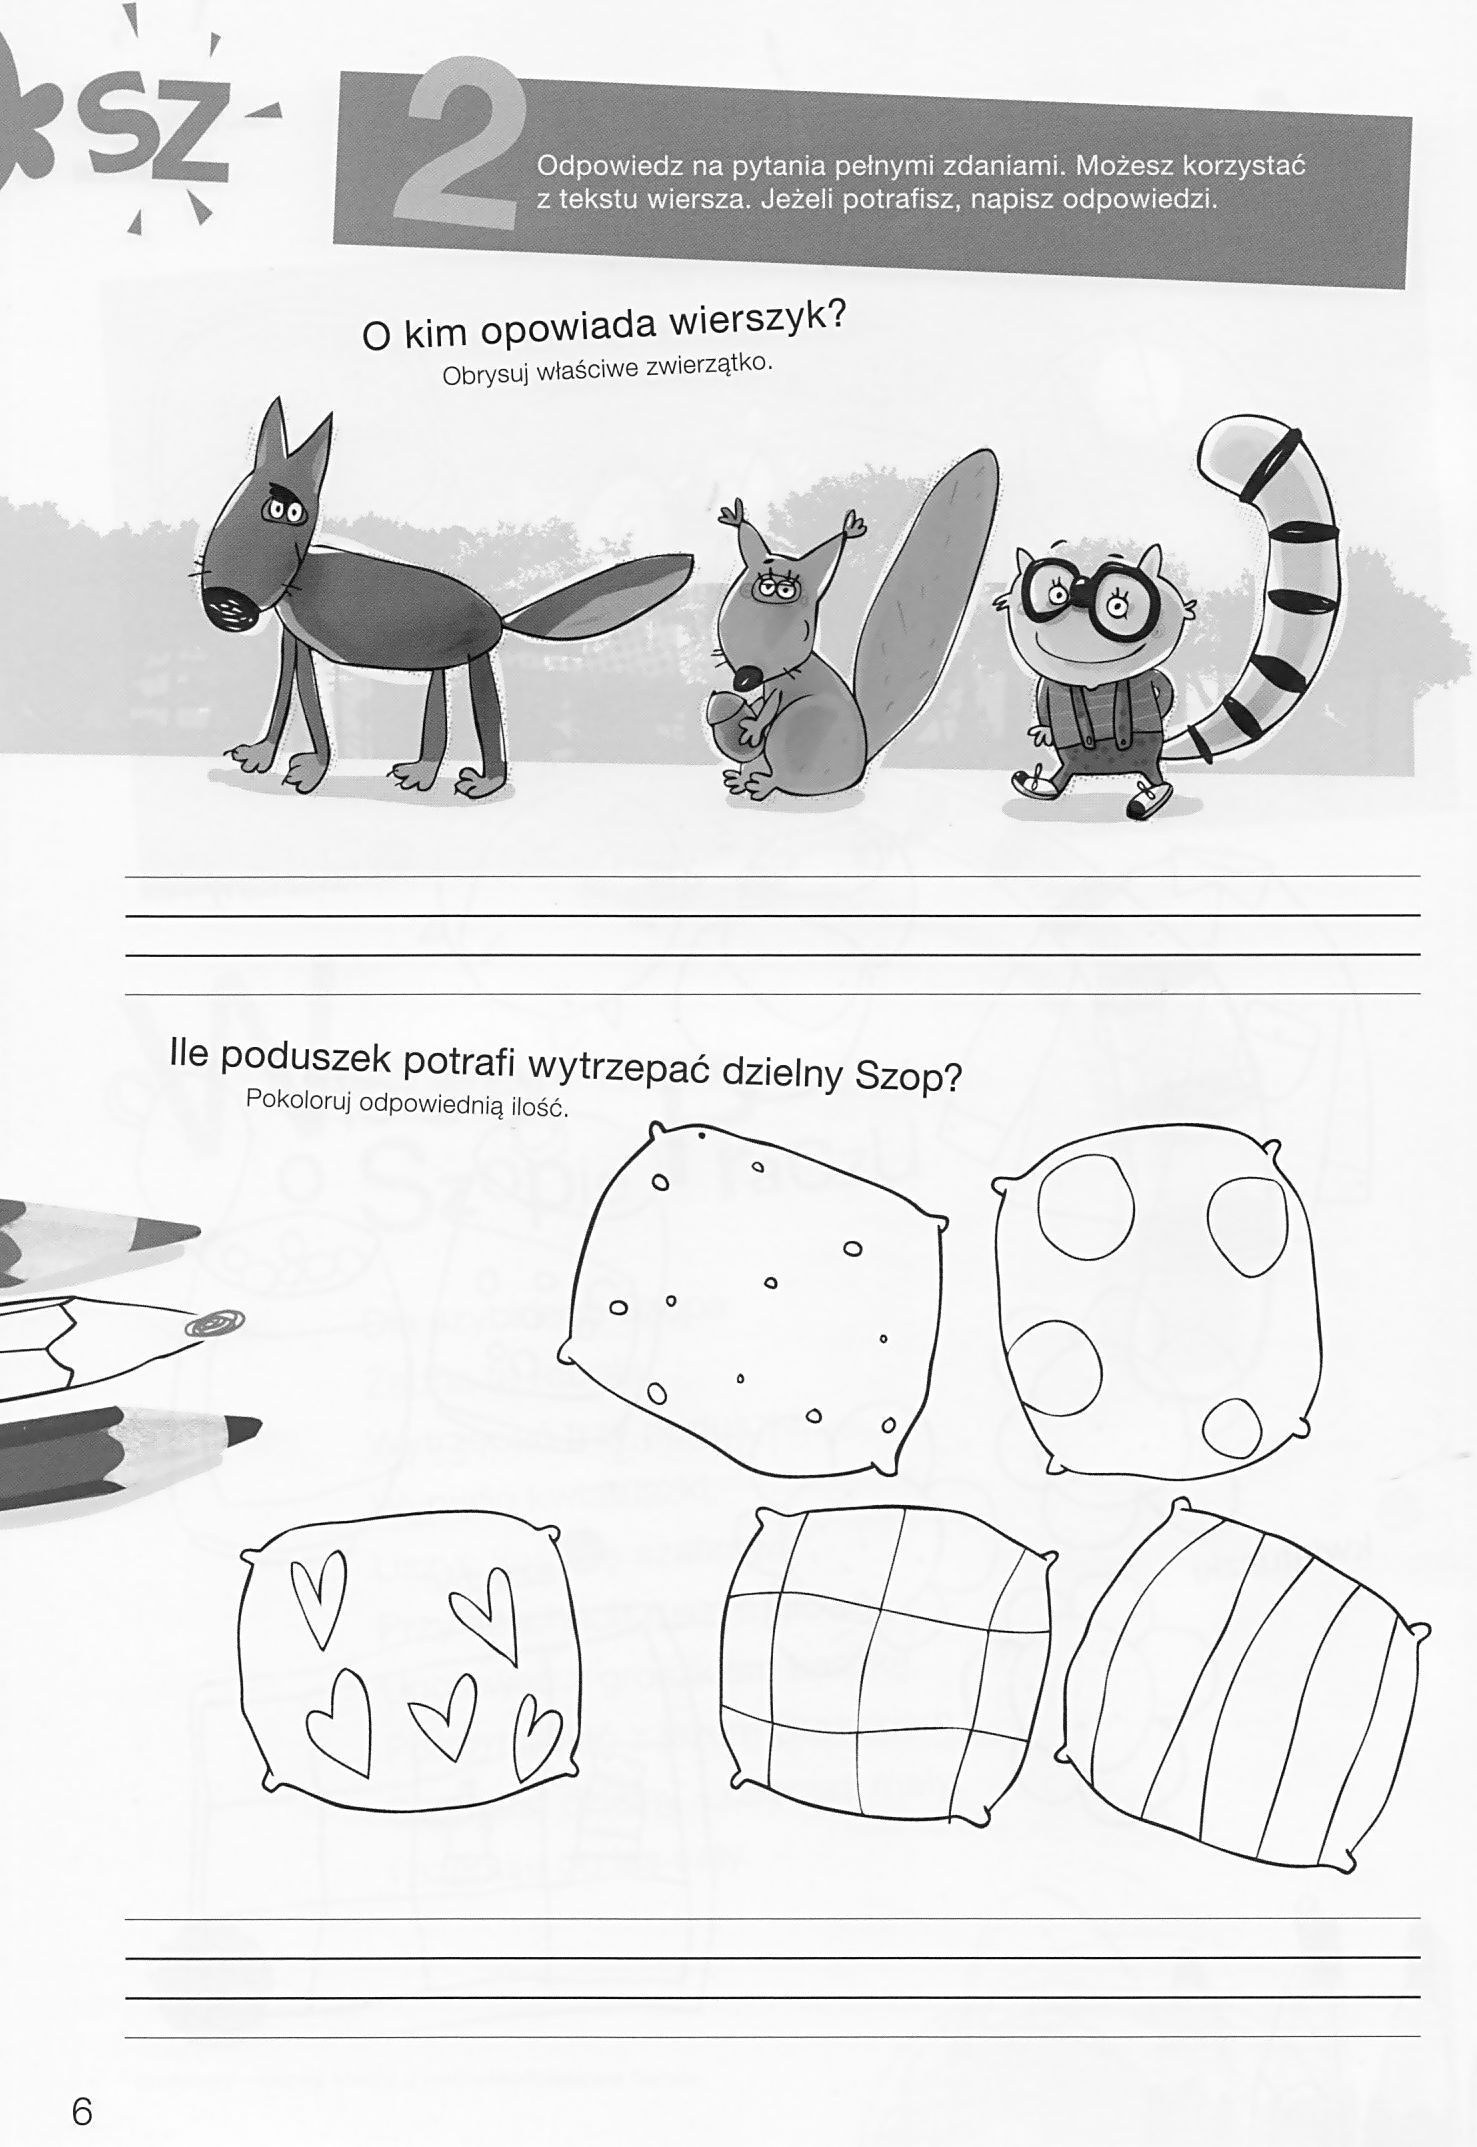 SZ
2
Odpowiedz na pytania pełnymi zdaniami. Możesz korzystać
z tekstu wiersza. Jeżeli potrafisz, napisz odpowiedzi.
O kim opowiada wierszyk?
Obrysuj właściwe zwierzątko.
Ile poduszek potrafi wytrzepać dzielny Szop?
Pokoloruj odpowiednią ilość.
6